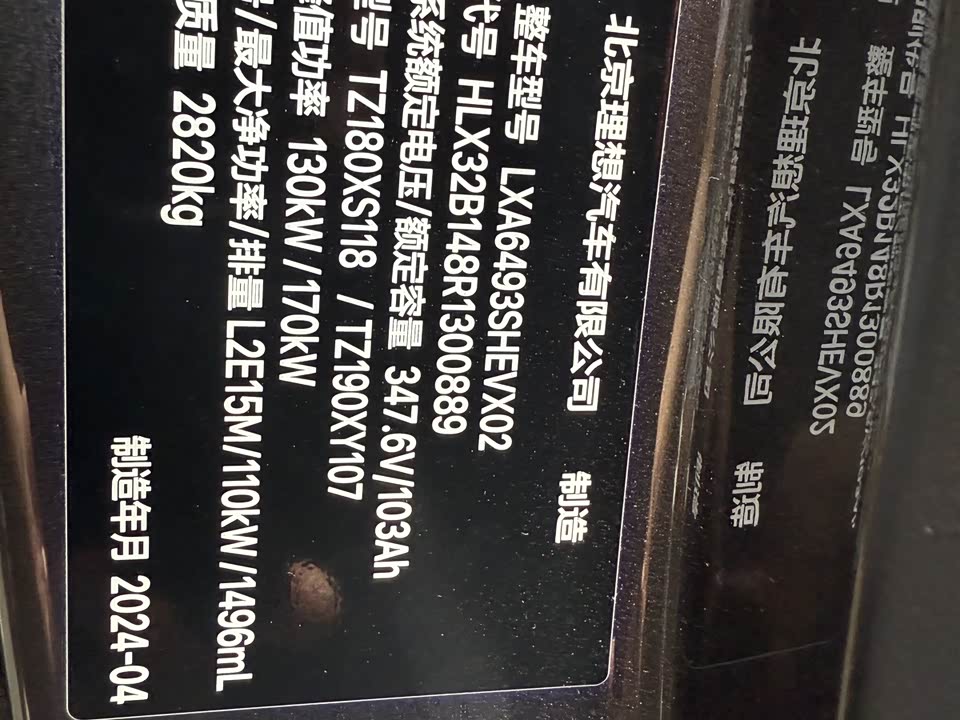 北京理想汽车有限公司 制造
整车型号 LXA6493SHEVX02
代号 HLX32B148R1300889
系统额定电压/额定容量 347.6V/103Ah
型号 TZ180XS118 / TZ190XY107
峰值功率 130kW/170kW
号/最大净功率/排量 L2E15M/110kW/1496mL
质量 2820kg
制造年月 2024-04